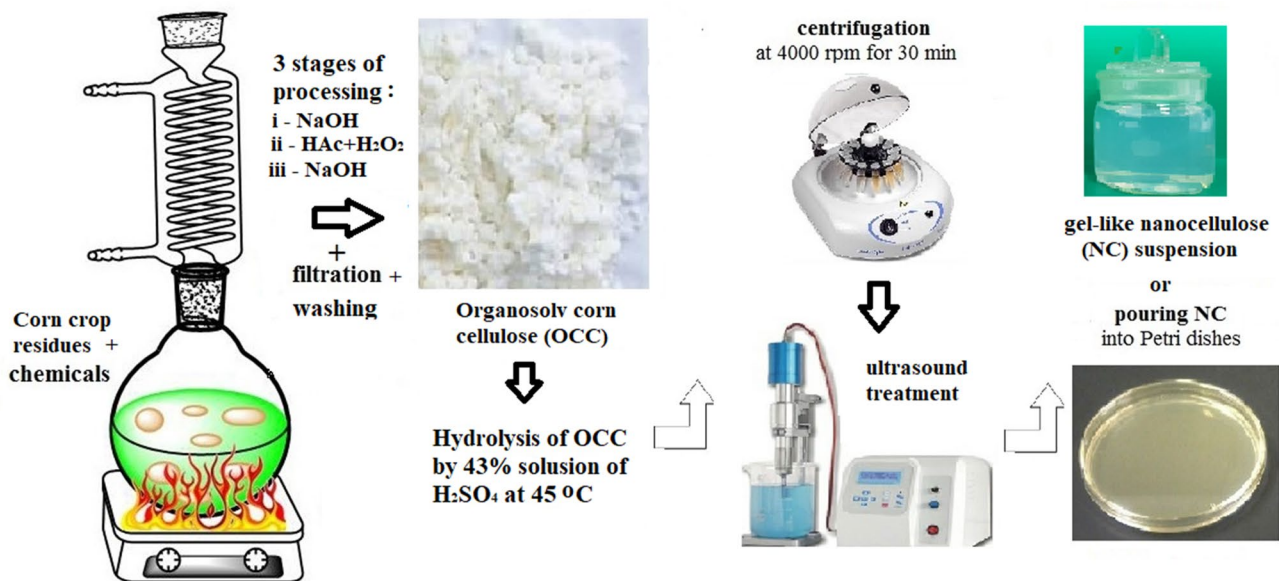 3 stages of
processing :
i - NaOH
ii - HAc+H₂O₂
iii - NaOH
+
filtration +
washing
Corn crop
residues +
chemicals
Organosolv corn
cellulose (OCC)
Hydrolysis of OCC
by 43% solusion of
H₂SO₄ at 45 ⁰C
centrifugation
at 4000 rpm for 30 min
ultrasound
treatment
gel-like nanocellulose
(NC) suspension
or
pouring NC
into Petri dishes